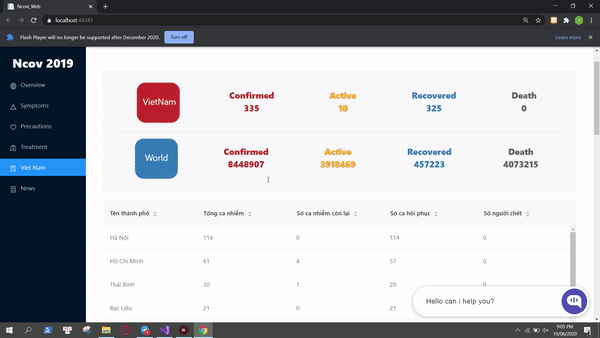 Ncovi_Web
localhost:44347
Flash Player will no longer be supported after December 2020.
Turn off
Learn more
Ncov 2019
Overview
Symptoms
Precautions
Treatment
Viet Nam
News
VietNam
Confirmed
335
Active
10
Recovered
325
Death
0
World
Confirmed
8448907
Active
3918469
Recovered
457223
Death
4073215
Tên thành phố Tổng ca nhiễm Số ca nhiễm còn lại Số ca hồi phục Số người chết
Hà Nội 114 0 114 0
Hồ Chí Minh 61 4 57 0
Thái Bình 30 1 29 0
Bạc Liêu 21 0 21
Hello can i help you?
9:05 PM
19/06/2020